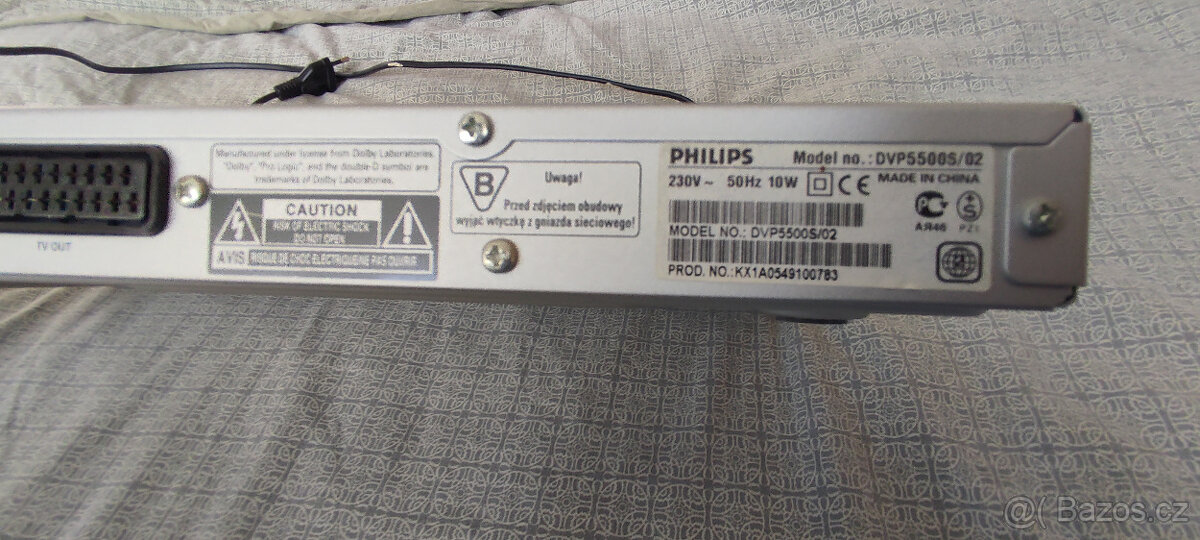 Manufactured under license from Dolby Laboratories.
"Dolby", "Pro Logic", and the double-D symbol are
trademarks of Dolby Laboratories.
CAUTION
RISK OF ELECTRIC SHOCK
DO NOT OPEN
AVIS RISQUE DE CHOC ELECTRIQUE NE PAS OUVRIR
TV OUT
B
Uwaga!
Przed zdjęciem obudowy
wyjąć wtyczkę z gniazda sieciowego!
PHILIPS Model no.: DVP5500S/02
230V~ 50Hz 10W CE MADE IN CHINA
MODEL NO.: DVP5500S/02
PROD. NO.: KX1A0549100783
S
АЯ46
@( Bazos.cz